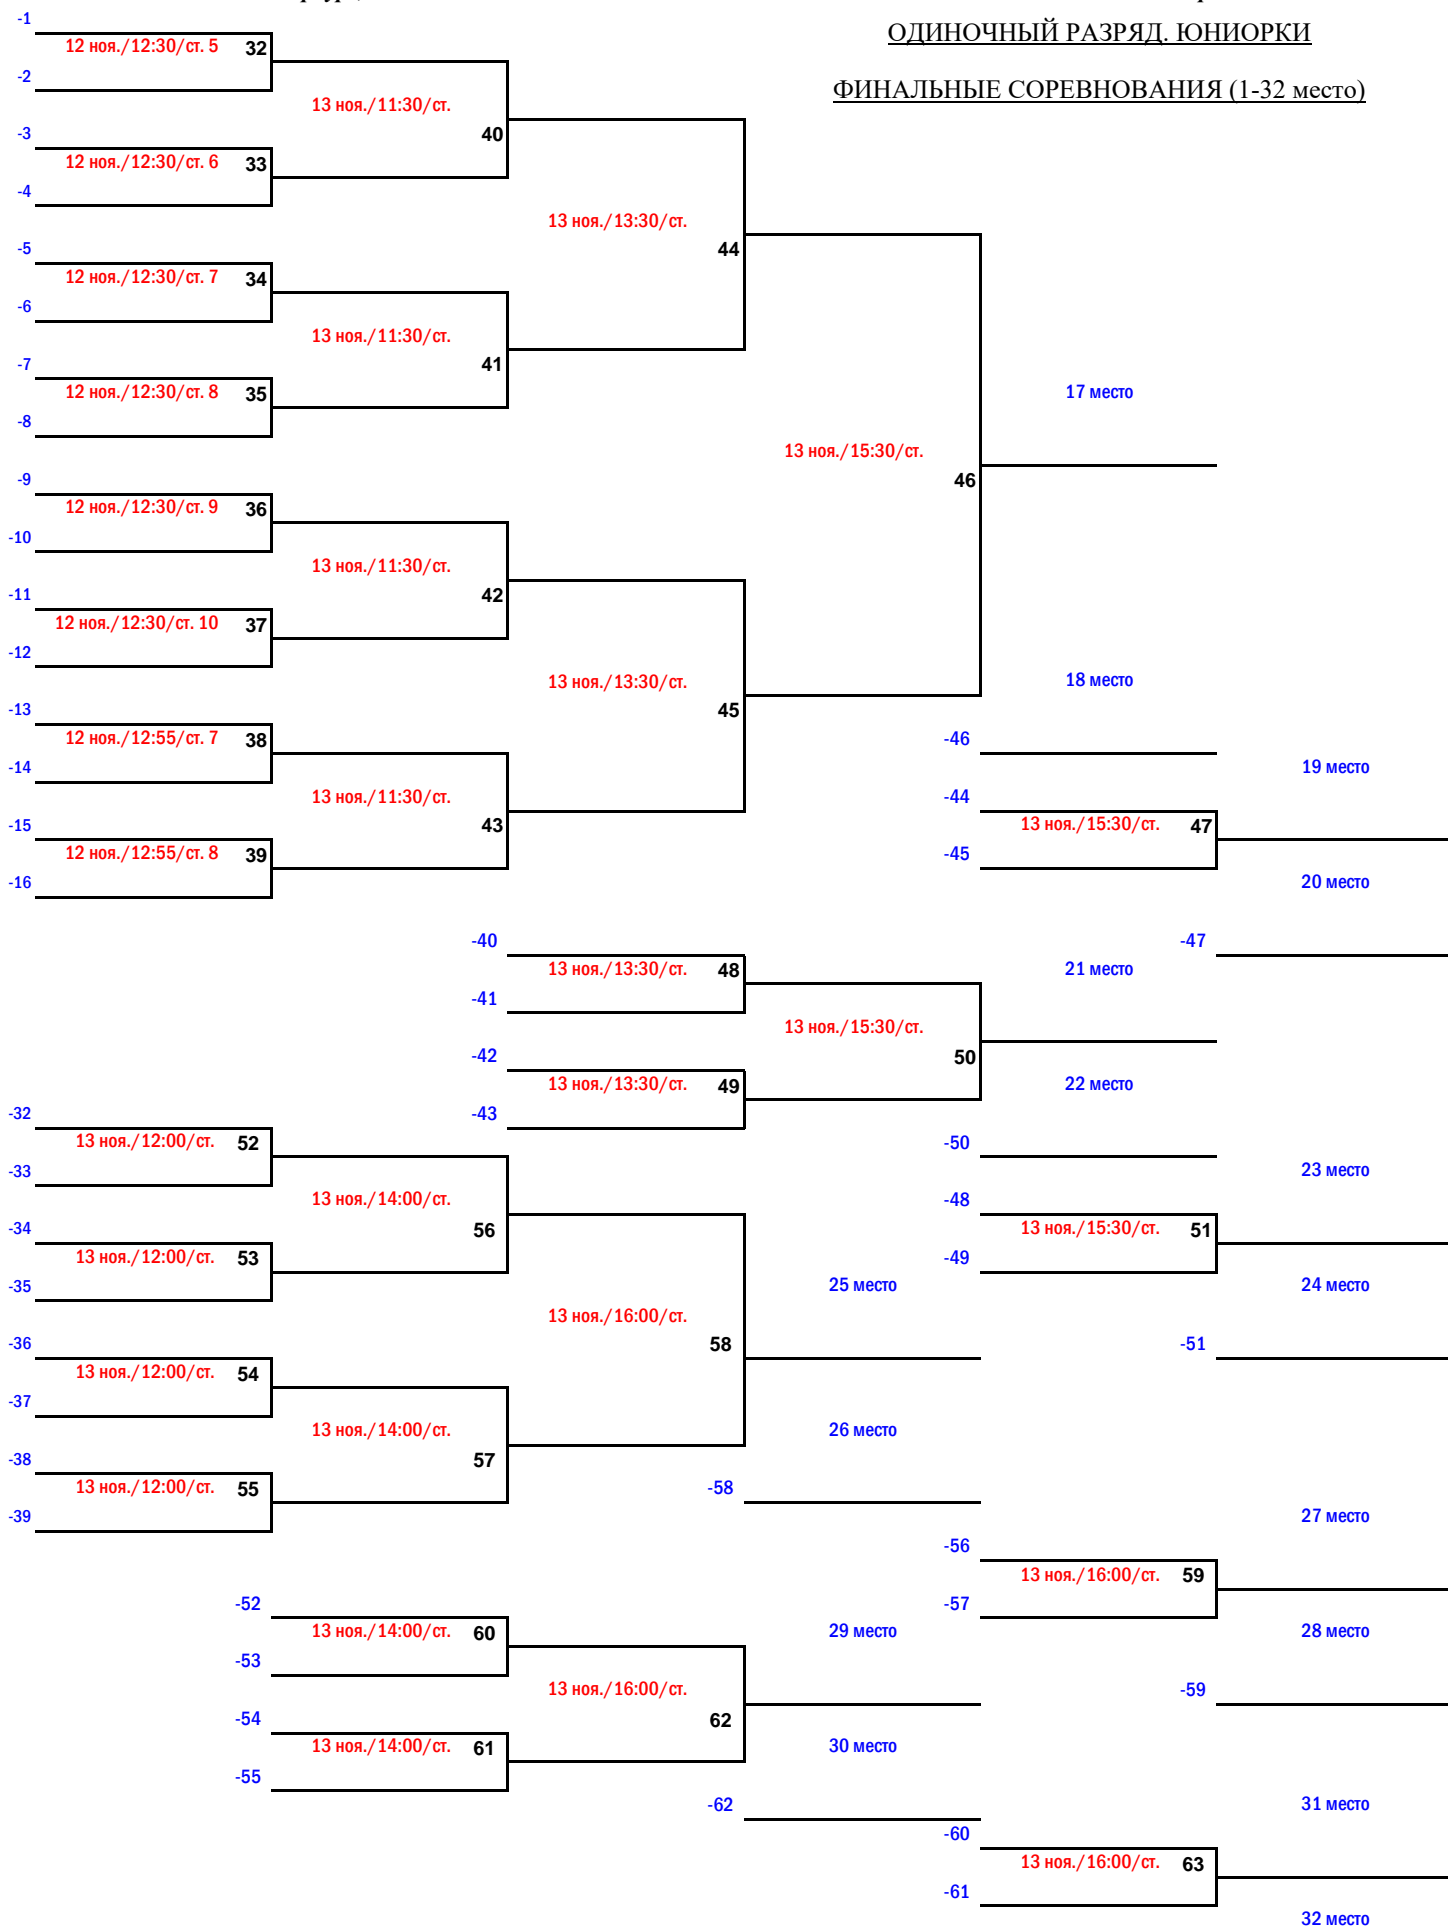 -1
ОДИНОЧНЫЙ РАЗРЯД. ЮНИОРКИ
12 ноя./12:30/ст. 5 32
-2
ФИНАЛЬНЫЕ СОРЕВНОВАНИЯ (1-32 место)
13 ноя./11:30/ст.
40
-3
12 ноя./12:30/ст. 6 33
-4
13 ноя./13:30/ст.
44
-5
12 ноя./12:30/ст. 7 34
-6
13 ноя./11:30/ст.
41
-7
12 ноя./12:30/ст. 8 35
17 место
-8
13 ноя./15:30/ст.
46
-9
12 ноя./12:30/ст. 9 36
-10
13 ноя./11:30/ст.
42
-11
12 ноя./12:30/ст. 10 37
-12
13 ноя./13:30/ст.
18 место
45
-13
12 ноя./12:55/ст. 7 38
-46
-14
19 место
13 ноя./11:30/ст.
-44
43
-15
13 ноя./15:30/ст. 47
12 ноя./12:55/ст. 8 39
-45
-16
20 место
-40
-47
13 ноя./13:30/ст. 48
21 место
-41
13 ноя./15:30/ст.
50
-42
13 ноя./13:30/ст. 49
22 место
-43
-32
13 ноя./12:00/ст. 52
-50
-33
23 место
13 ноя./14:00/ст.
-48
56
-34
13 ноя./15:30/ст. 51
13 ноя./12:00/ст. 53
-49
-35
25 место
24 место
13 ноя./16:00/ст.
58
-36
-51
13 ноя./12:00/ст. 54
-37
13 ноя./14:00/ст.
26 место
57
-38
13 ноя./12:00/ст. 55
-58
-39
27 место
-56
13 ноя./16:00/ст. 59
-52
-57
13 ноя./14:00/ст. 60
29 место
28 место
-53
13 ноя./16:00/ст.
-59
62
-54
13 ноя./14:00/ст. 61
30 место
-55
-62
31 место
-60
13 ноя./16:00/ст. 63
-61
32 место